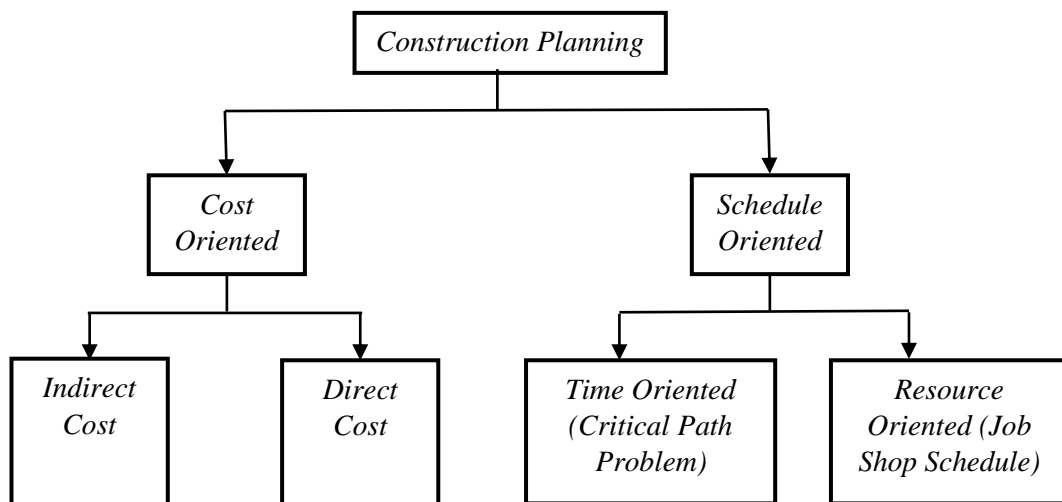 Construction Planning
Cost
Oriented
Schedule
Oriented
Indirect
Cost
Direct
Cost
Time Oriented
(Critical Path
Problem)
Resource
Oriented (Job
Shop Schedule)